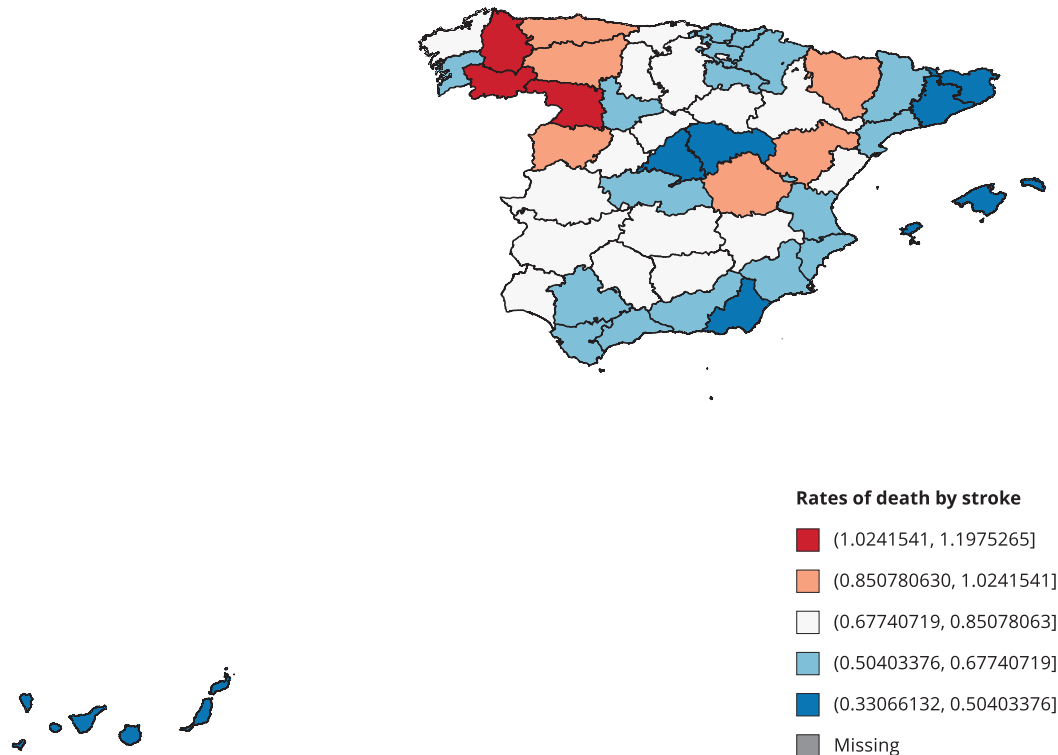 Rates of death by stroke
(1.0241541, 1.1975265]
(0.850780630, 1.0241541]
(0.67740719, 0.85078063]
(0.50403376, 0.67740719]
(0.33066132, 0.50403376]
Missing